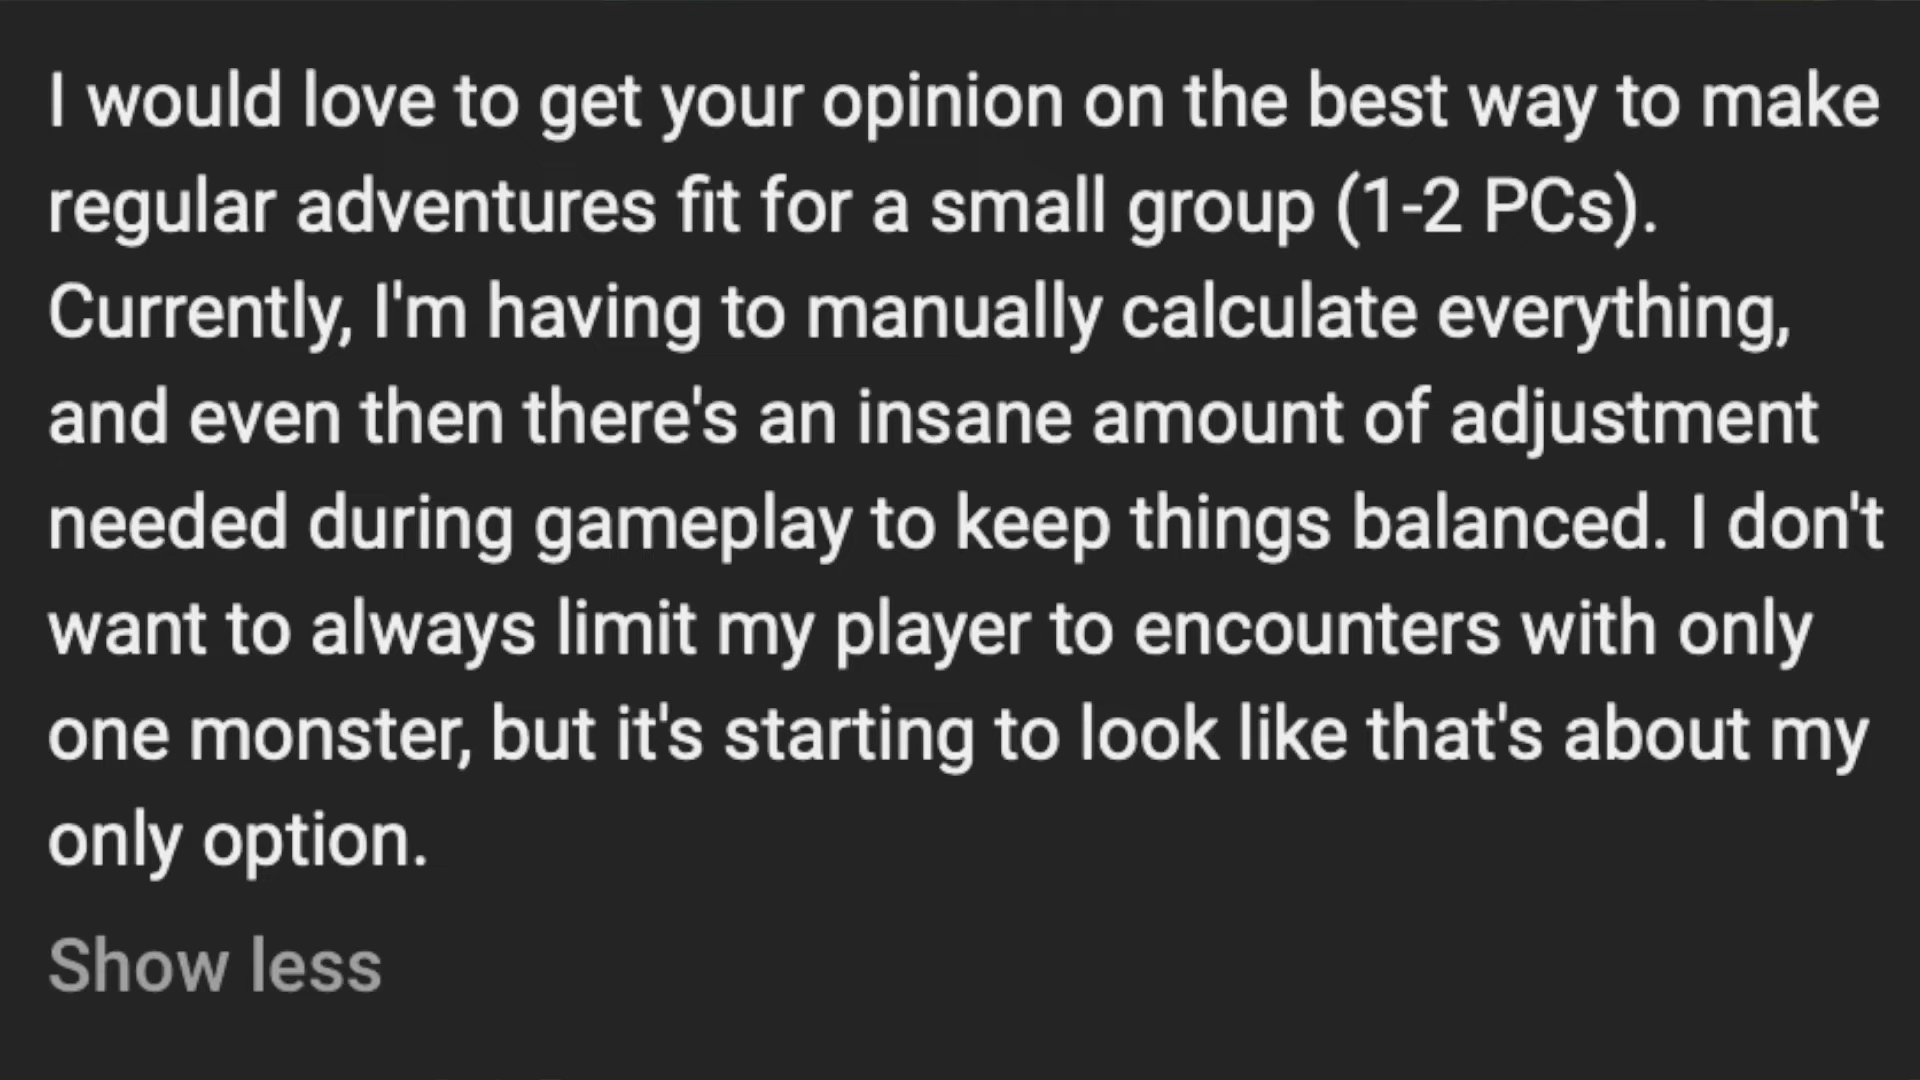 I would love to get your opinion on the best way to make
regular adventures fit for a small group (1-2 PCs).
Currently, I'm having to manually calculate everything,
and even then there's an insane amount of adjustment
needed during gameplay to keep things balanced. I don't
want to always limit my player to encounters with only
one monster, but it's starting to look like that's about my
only option.
Show less